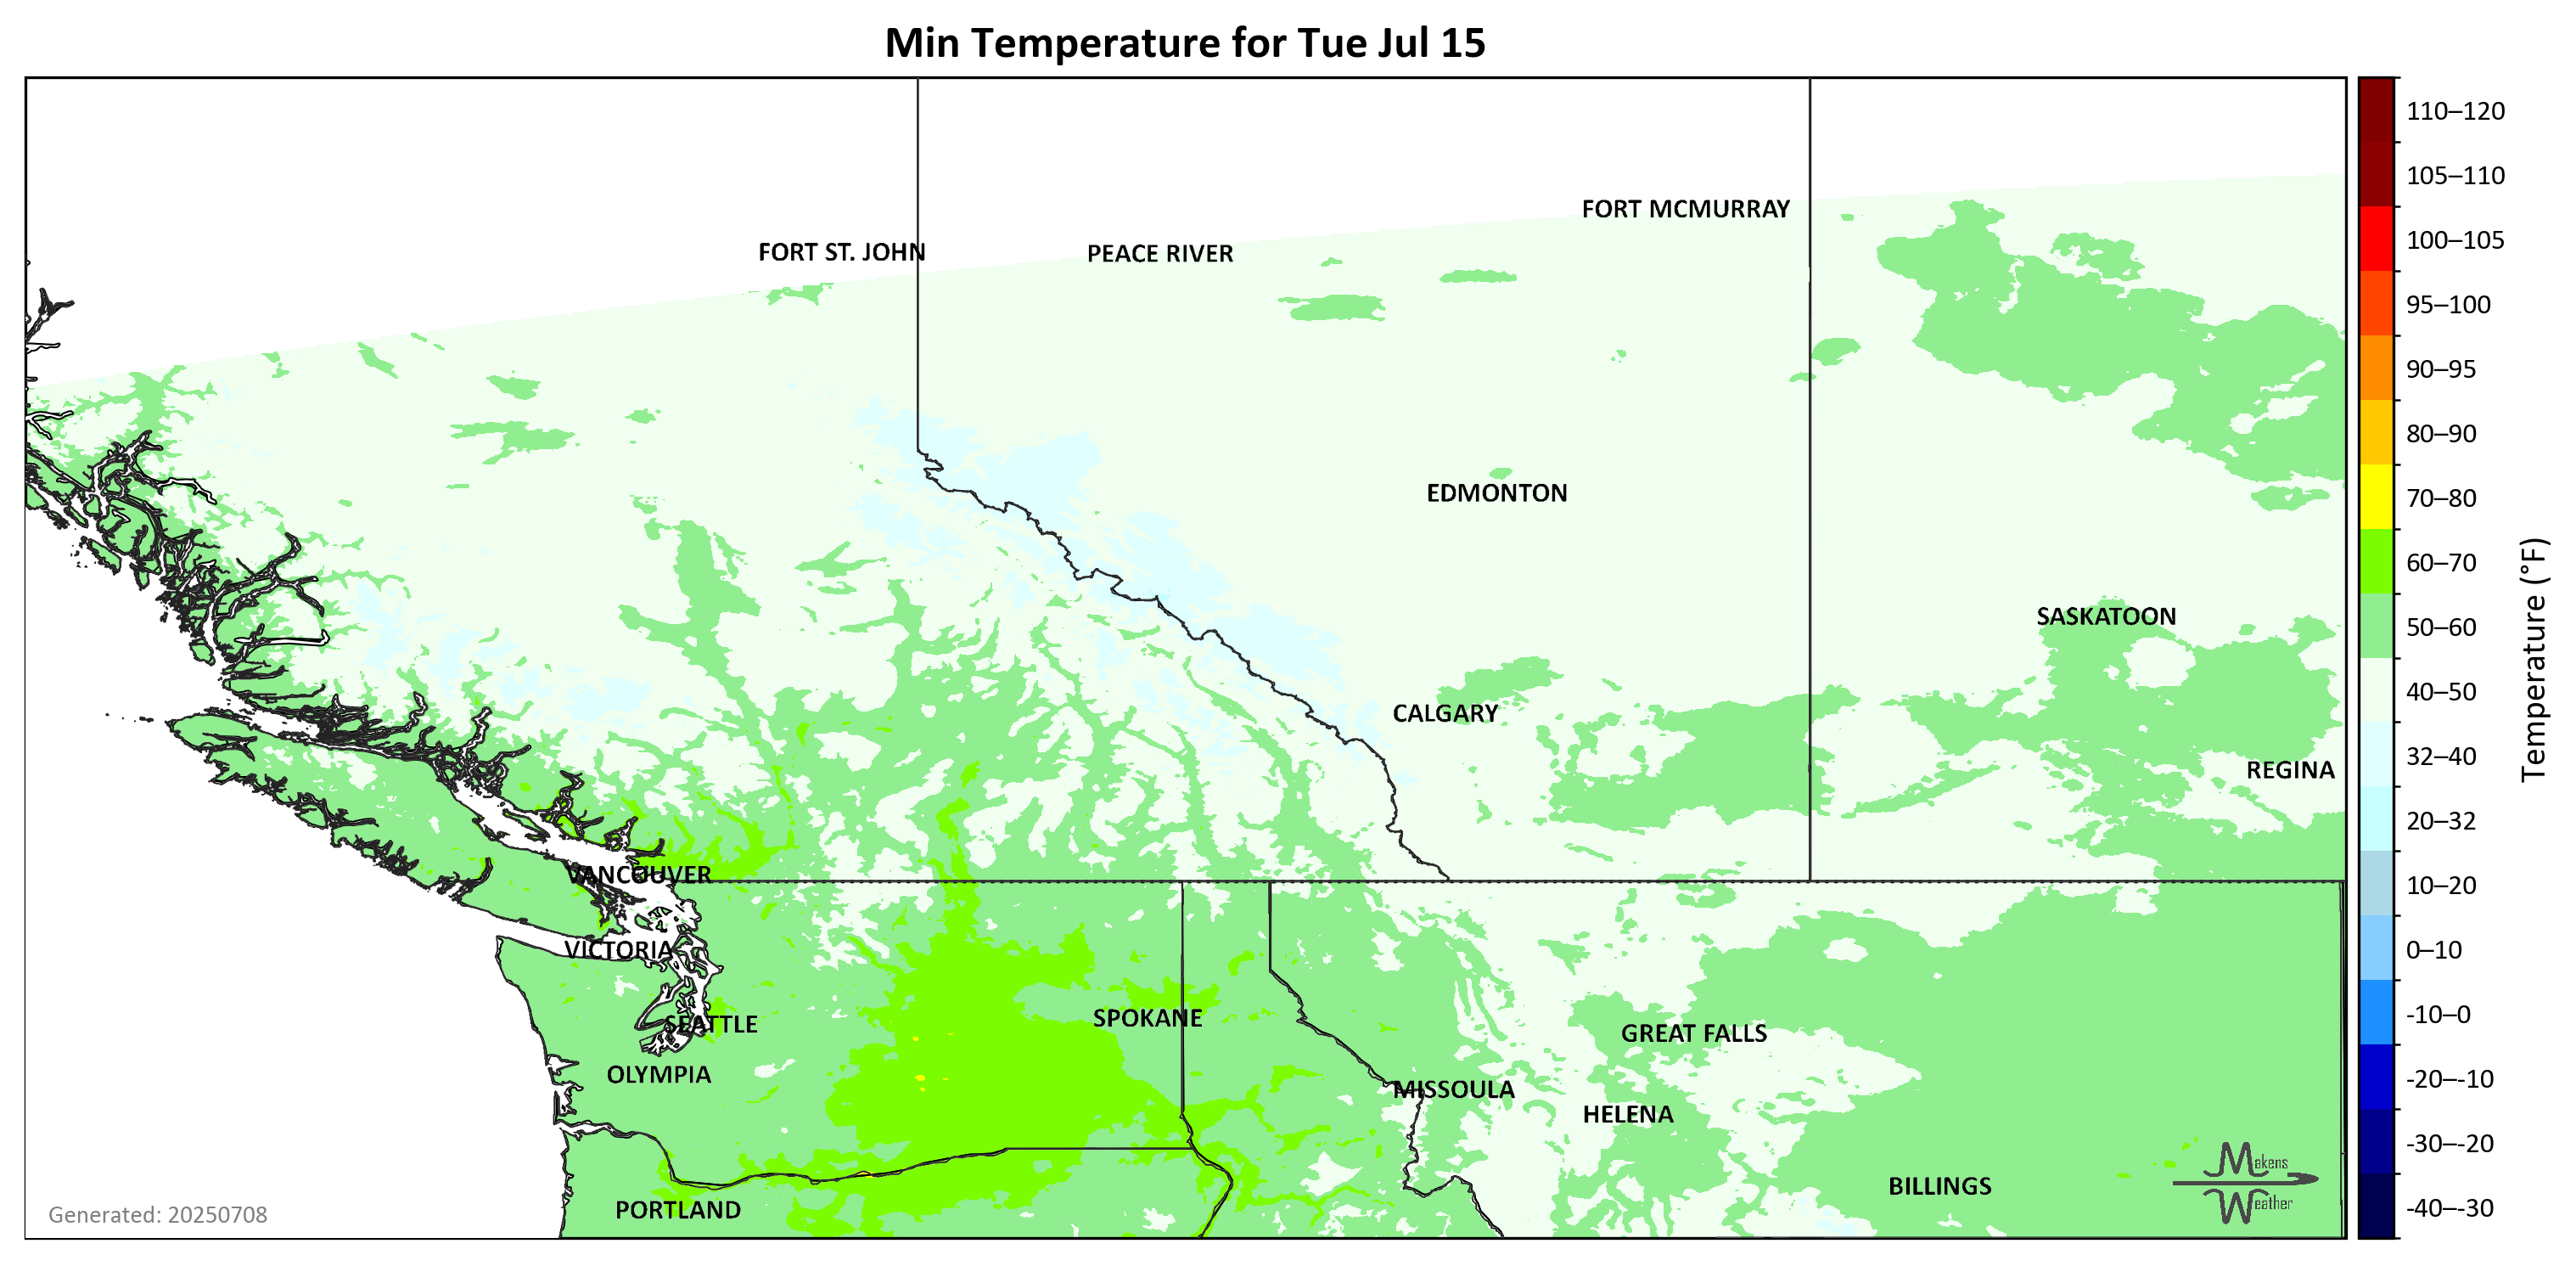 Min Temperature for Tue Jul 15
110–120
105–110
FORT MCMURRAY
100–105
FORT ST. JOHN
PEACE RIVER
95–100
90–95
80–90
EDMONTON
70–80
60–70
SASKATOON
50–60
Temperature (°F)
CALGARY
40–50
REGINA
32–40
20–32
VANCOUVER
10–20
VICTORIA
0–10
SEATTLE
SPOKANE
GREAT FALLS
-10–0
OLYMPIA
MISSOULA
-20–-10
HELENA
-30–-20
Makens
Weather
BILLINGS
PORTLAND
-40–-30
Generated: 20250708